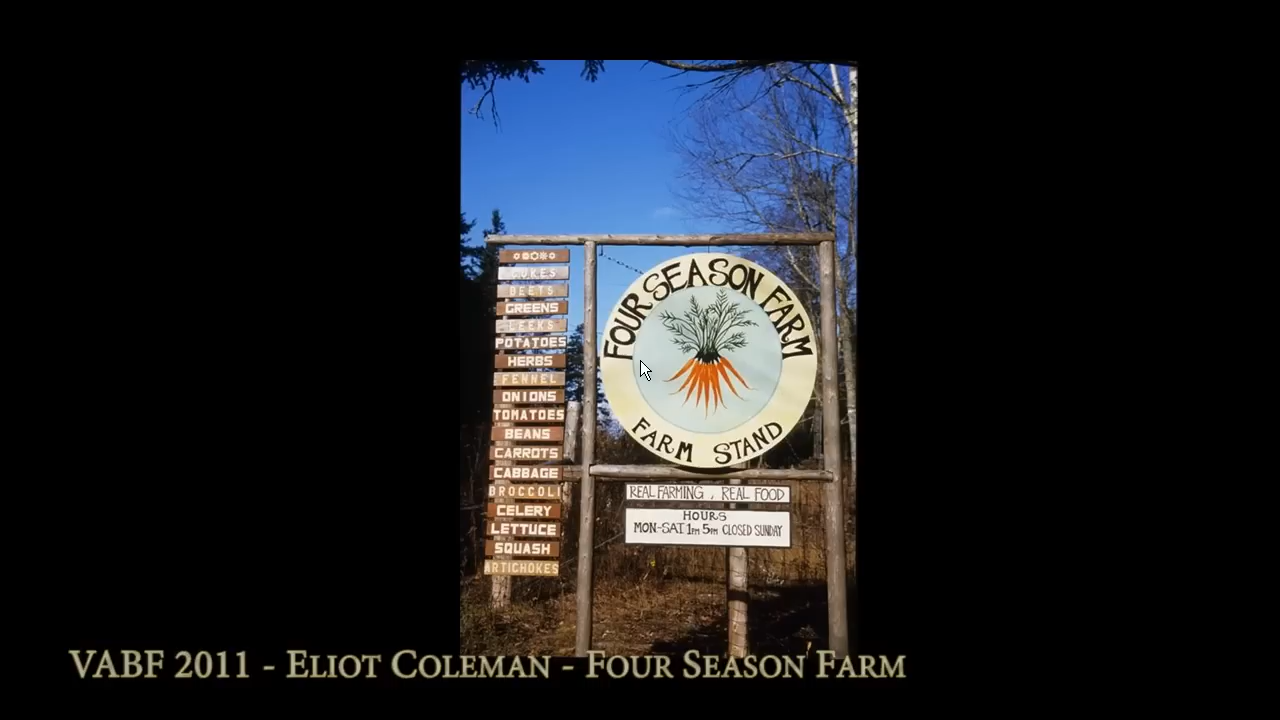 CUKES
BEETS
GREENS
LEEKS
POTATOES
HERBS
FENNEL
ONIONS
TOMATOES
BEANS
CARROTS
CABBAGE
BROCCOLI
CELERY
LETTUCE
SQUASH
ARTICHOKES
FOUR SEASON FARM
FARM STAND
REAL FARMING , REAL FOOD
HOURS
MON-SAT 1PM 5PM CLOSED SUNDAY
VABF 2011 - ELIOT COLEMAN - FOUR SEASON FARM